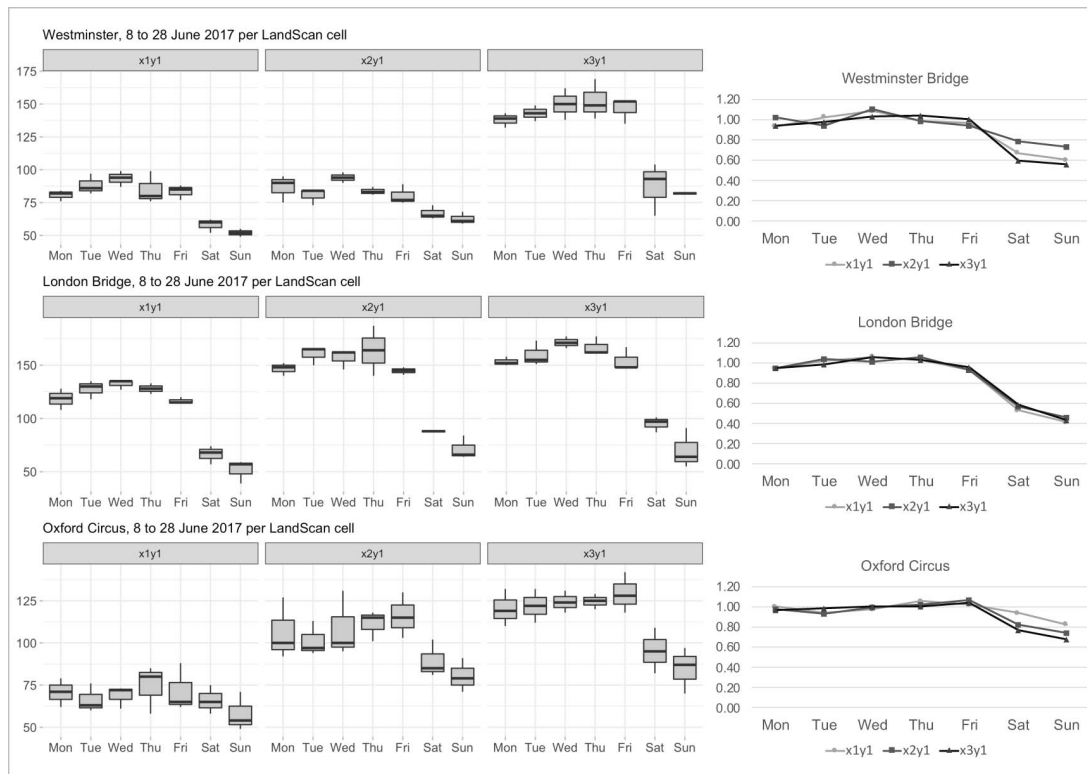 Westminster, 8 to 28 June 2017 per LandScan cell
x1y1 x2y1 x3y1
175
150
125
100
75
50
Mon Tue Wed Thu Fri Sat Sun Mon Tue Wed Thu Fri Sat Sun Mon Tue Wed Thu Fri Sat Sun
Westminster Bridge
1.20
1.00
0.80
0.60
0.40
0.20
0.00
Mon Tue Wed Thu Fri Sat Sun
x1y1 x2y1 x3y1
London Bridge, 8 to 28 June 2017 per LandScan cell
x1y1 x2y1 x3y1
150
100
50
Mon Tue Wed Thu Fri Sat Sun Mon Tue Wed Thu Fri Sat Sun Mon Tue Wed Thu Fri Sat Sun
London Bridge
1.20
1.00
0.80
0.60
0.40
0.20
0.00
Mon Tue Wed Thu Fri Sat Sun
x1y1 x2y1 x3y1
Oxford Circus, 8 to 28 June 2017 per LandScan cell
x1y1 x2y1 x3y1
125
100
75
50
Mon Tue Wed Thu Fri Sat Sun Mon Tue Wed Thu Fri Sat Sun Mon Tue Wed Thu Fri Sat Sun
Oxford Circus
1.20
1.00
0.80
0.60
0.40
0.20
0.00
Mon Tue Wed Thu Fri Sat Sun
x1y1 x2y1 x3y1